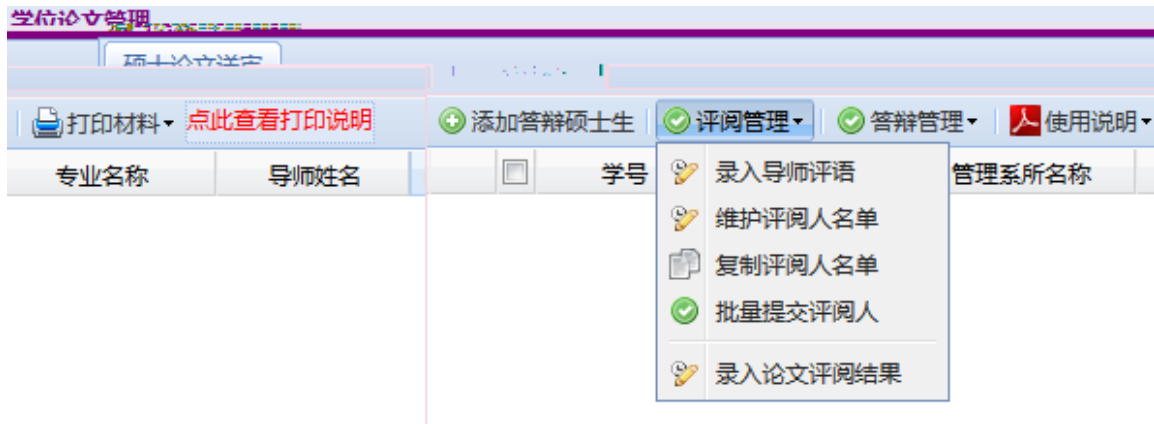 学位论文管理
硕士论文送审
打印材料 点此查看打印说明 添加答辩硕士生 评阅管理 答辩管理 使用说明
专业名称 导师姓名 学号 管理系所名称
录入导师评语
维护评阅人名单
复制评阅人名单
批量提交评阅人
录入论文评阅结果